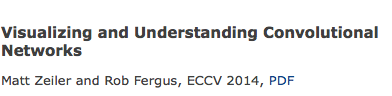 Visualizing and Understanding Convolutional
Networks
Matt Zeiler and Rob Fergus, ECCV 2014, PDF